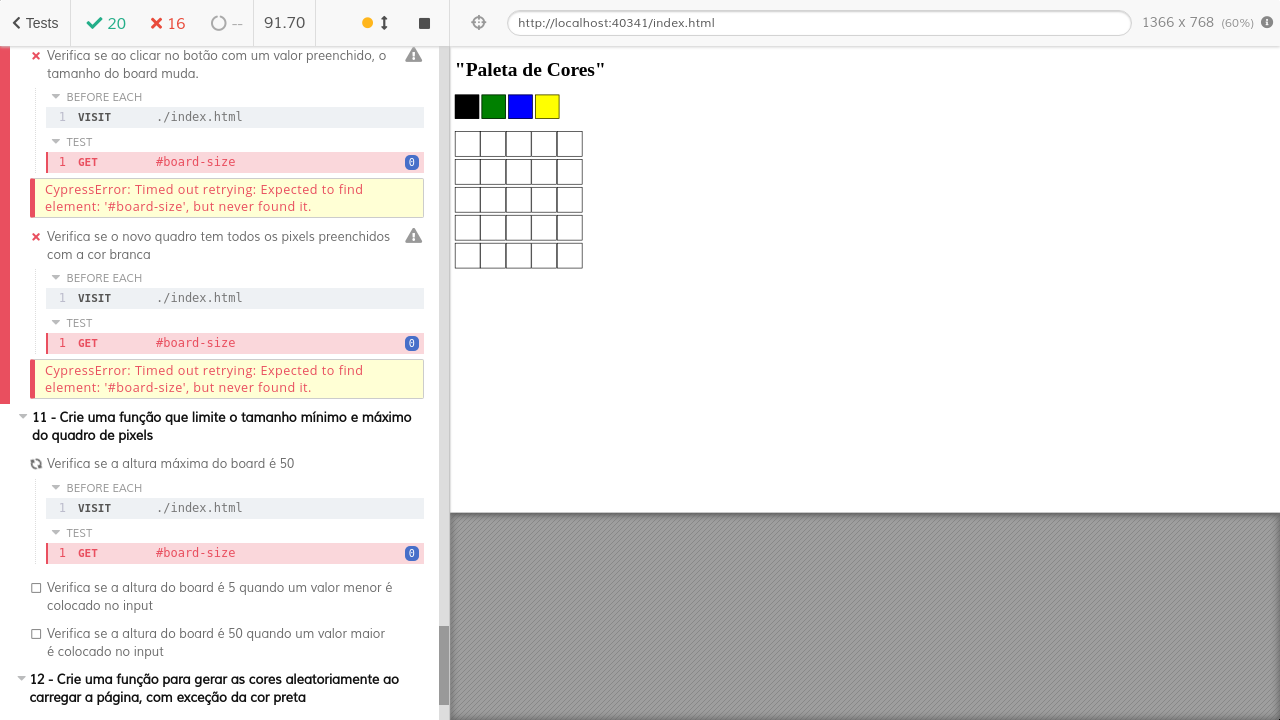 Tests
20
16
--
91.70
http://localhost:40341/index.html
1366 x 768 (60%)
Verifica se ao clicar no botão com um valor preenchido, o
tamanho do board muda.
BEFORE EACH
1 VISIT ./index.html
TEST
1 GET #board-size 0
CypressError: Timed out retrying: Expected to find
element: '#board-size', but never found it.
Verifica se o novo quadro tem todos os pixels preenchidos
com a cor branca
BEFORE EACH
1 VISIT ./index.html
TEST
1 GET #board-size 0
CypressError: Timed out retrying: Expected to find
element: '#board-size', but never found it.
11 - Crie uma função que limite o tamanho mínimo e máximo
do quadro de pixels
Verifica se a altura máxima do board é 50
BEFORE EACH
1 VISIT ./index.html
TEST
1 GET #board-size 0
Verifica se a altura do board é 5 quando um valor menor é
colocado no input
Verifica se a altura do board é 50 quando um valor maior
é colocado no input
12 - Crie uma função para gerar as cores aleatoriamente ao
carregar a página, com exceção da cor preta
"Paleta de Cores"